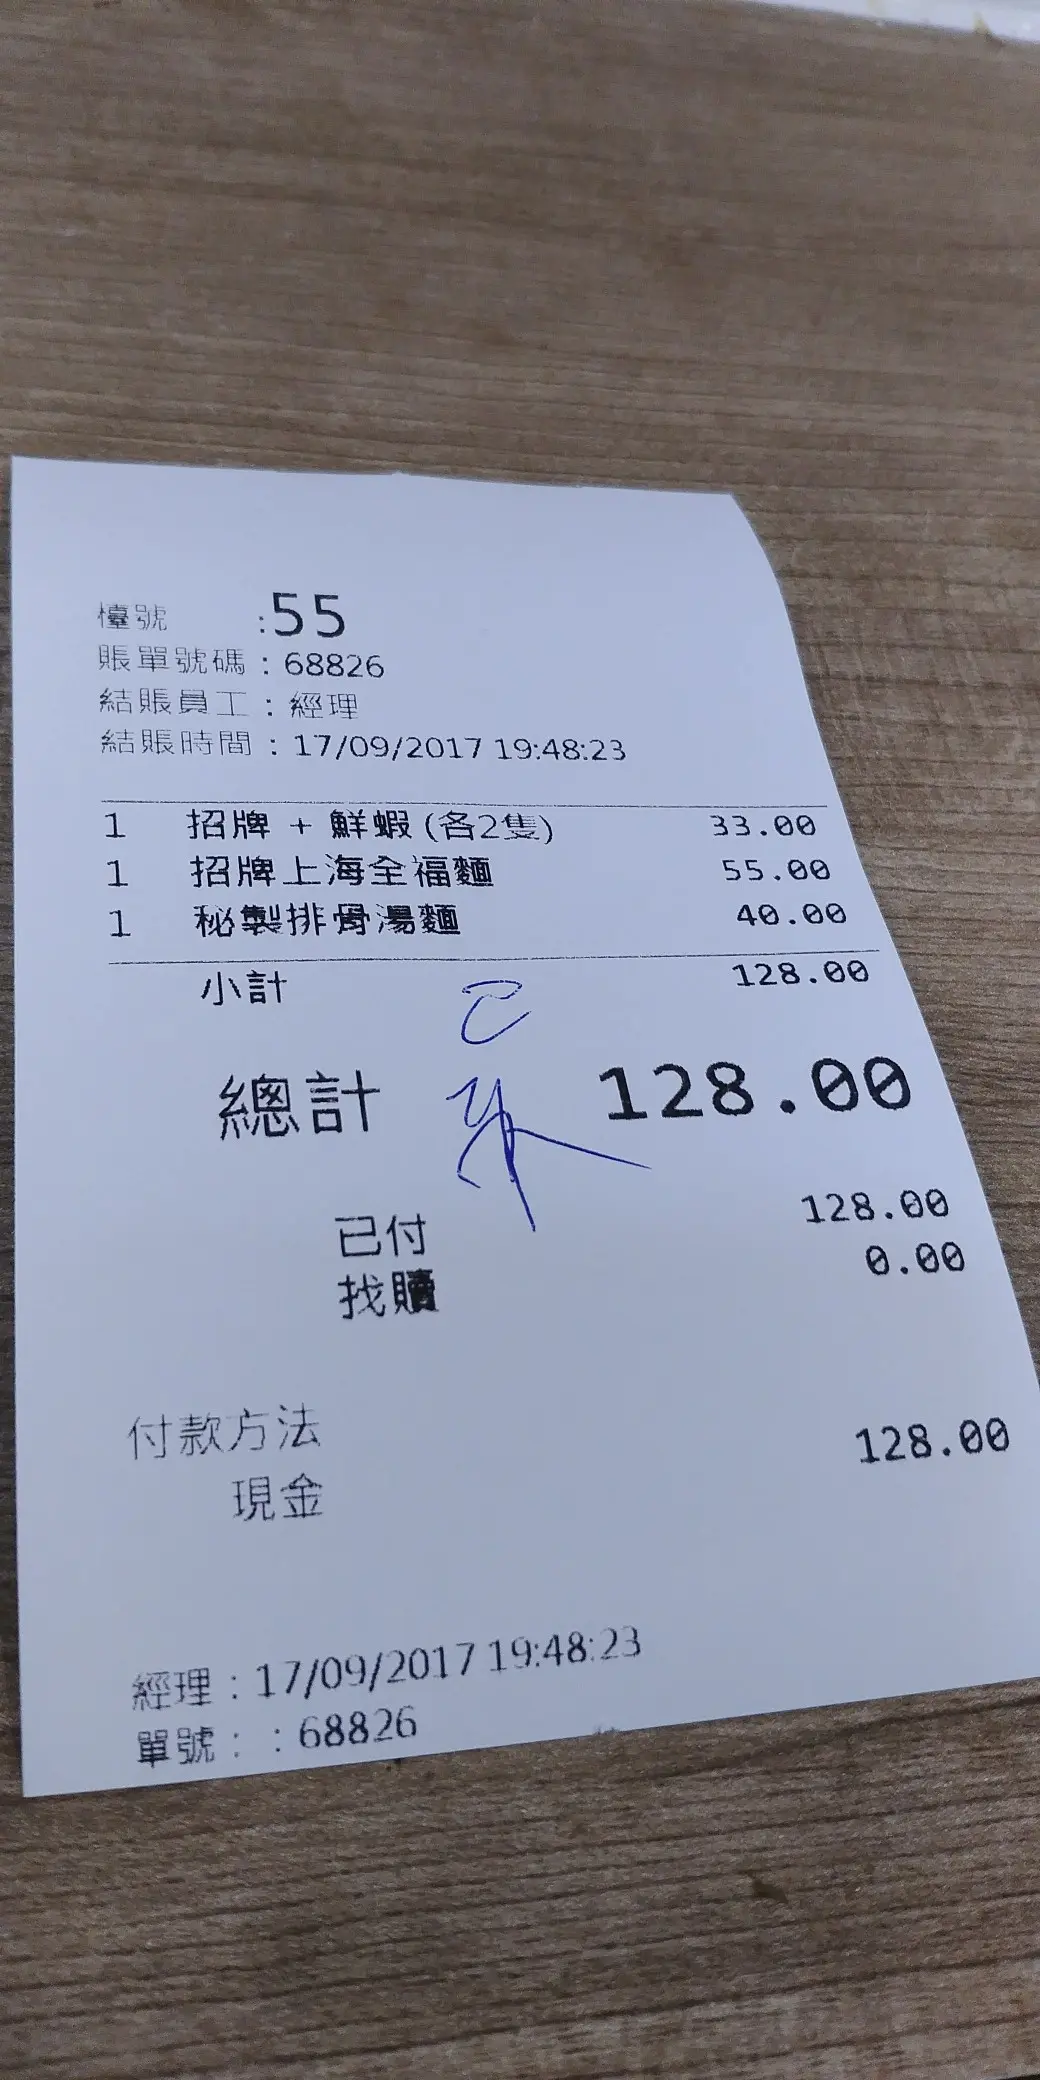 檯號 :55
賬單號碼 : 68826
結賬員工 : 經理
結賬時間 : 17/09/2017 19:48:23
1 招牌 + 鮮蝦 (各2隻) 33.00
1 招牌上海全福麵 55.00
1 秘製排骨湯麵 40.00
小計 128.00
已
收
總計 128.00
已付 128.00
找贖 0.00
付款方法
現金 128.00
經理 : 17/09/2017 19:48:23
單號 : : 68826